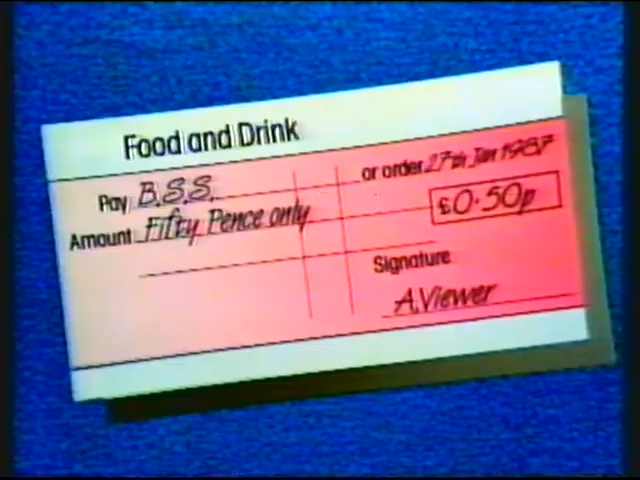 Food and Drink
Pay B.S.S. or order 27th Jan 1987
Amount Fifty Pence only £0.50p
Signature
A.Viewer